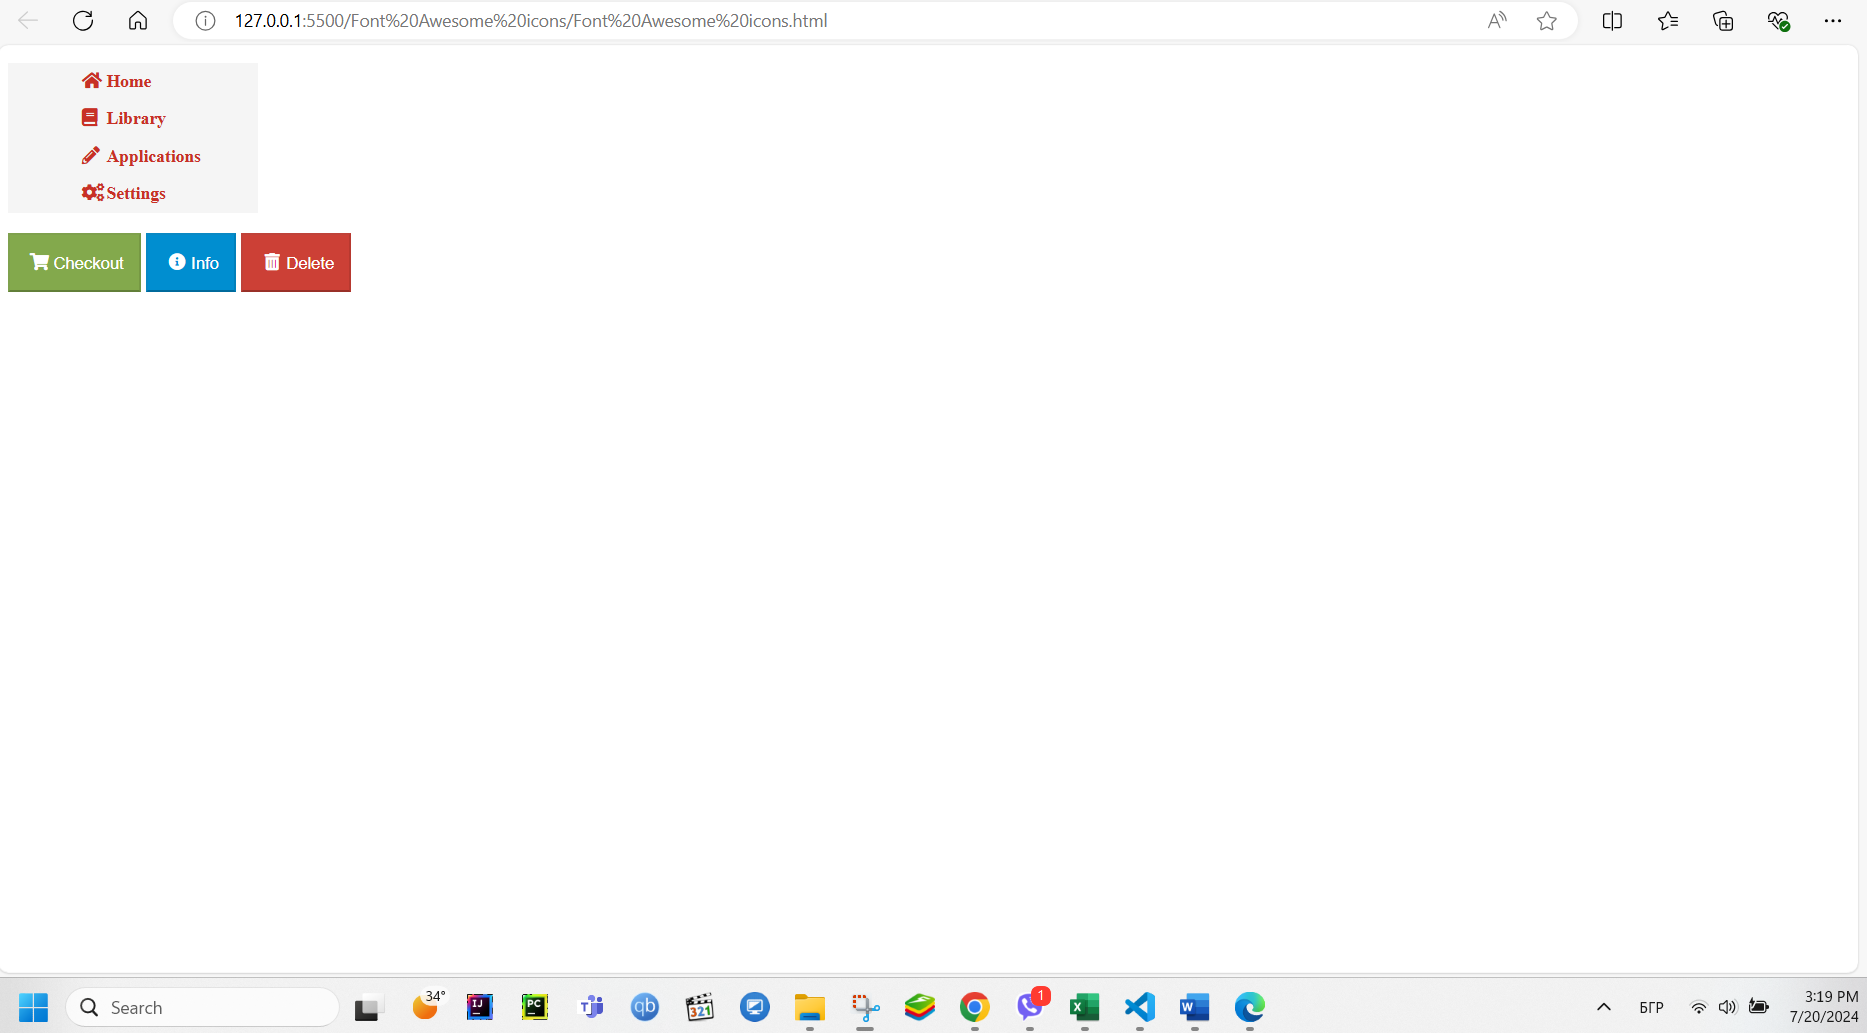 127.0.0.1:5500/Font%20Awesome%20icons/Font%20Awesome%20icons.html
Home
Library
Applications
Settings
Checkout Info Delete
Search 34° IJ PC qb 321 1 X W БГР 3:19 PM
7/20/2024